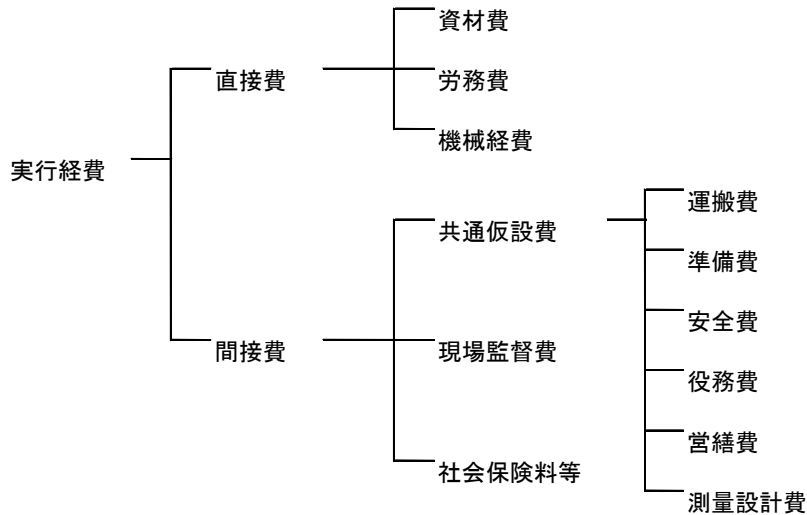 資材費
直接費
労務費
機械経費
実行経費
運搬費
共通仮設費
準備費
安全費
間接費
現場監督費
役務費
営繕費
社会保険料等
測量設計費